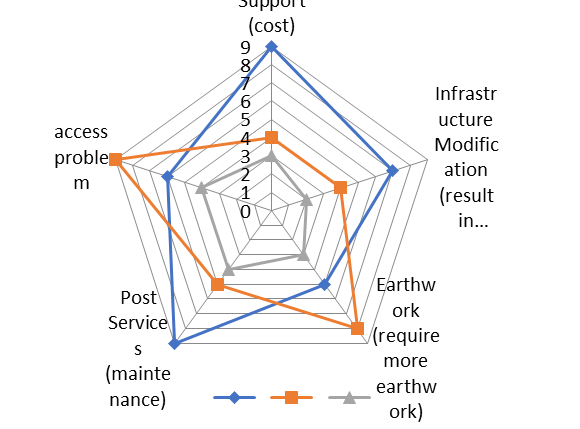 Support
(cost)
9
8
7
6
5
4
3
2
1
0
Infrastr
ucture
Modific
ation
(result
in...
access
proble
m
Earthw
ork
(require
more
earthw
ork)
Post
Service
s
(mainte
nance)